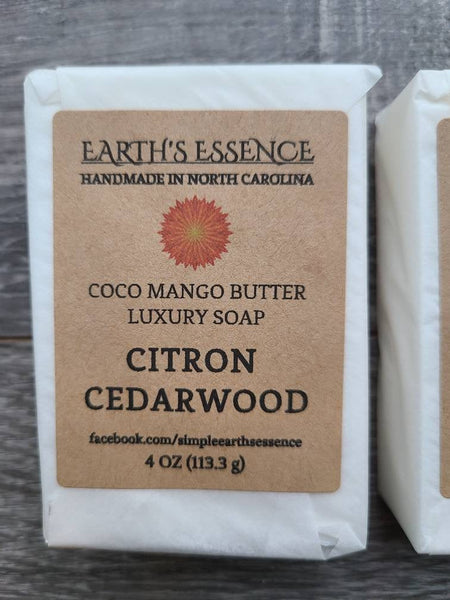 EARTH'S ESSENCE
HANDMADE IN NORTH CAROLINA
COCO MANGO BUTTER
LUXURY SOAP
CITRON
CEDARWOOD
facebook.com/simpleearthsessence
4 OZ (113.3 g)